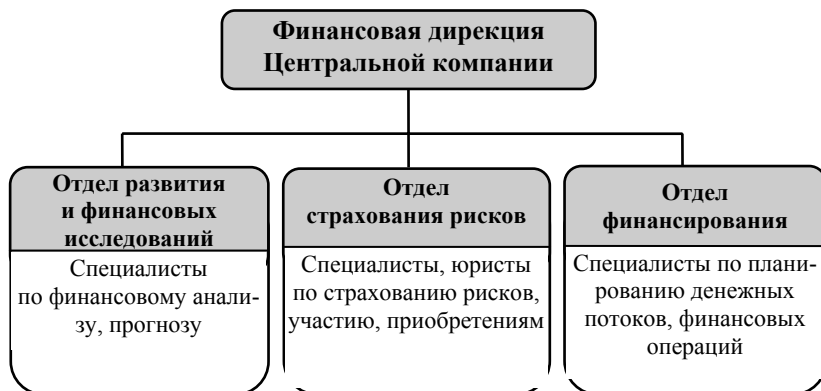 Финансовая дирекция
Центральной компании
Отдел развития
и финансовых
исследований
Специалисты
по финансовому анали-
зу, прогнозу
Отдел
страхования рисков
Специалисты, юристы
по страхованию рисков,
участию, приобретениям
Отдел
финансирования
Специалисты по плани-
рованию денежных
потоков, финансовых
операций